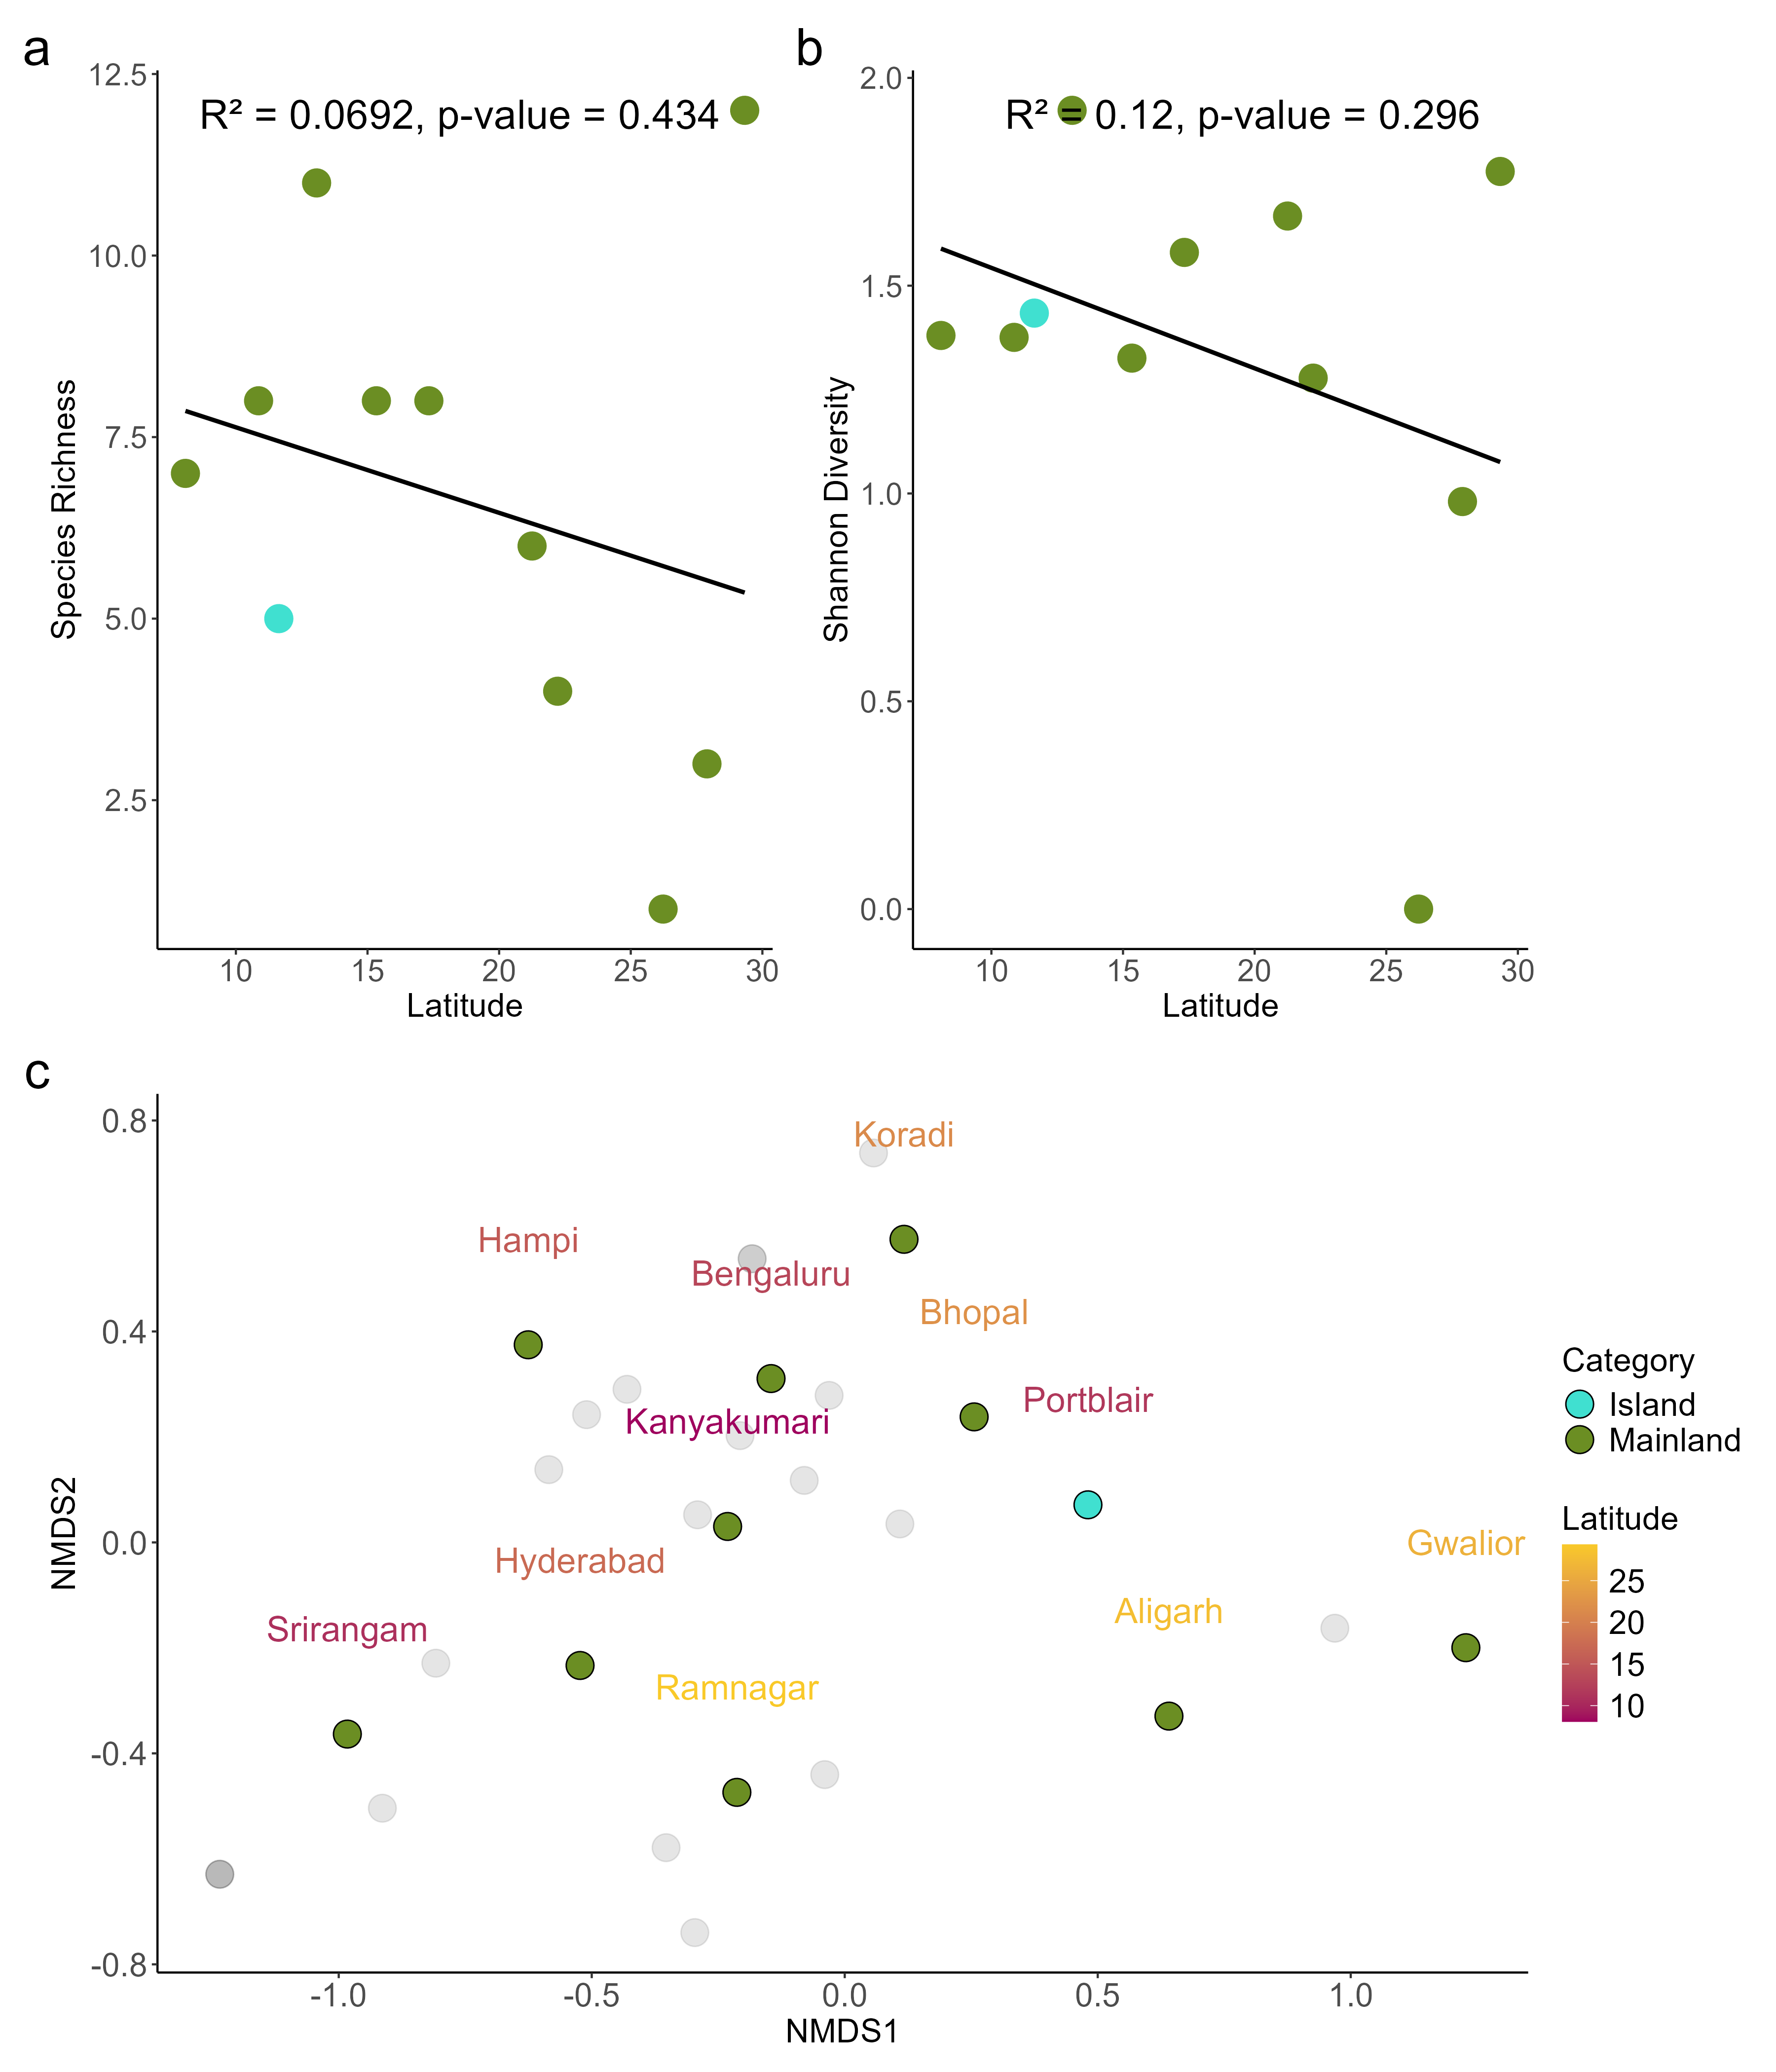 a
12.5
10.0
7.5
5.0
2.5
Species Richness
R² = 0.0692, p-value = 0.434
10 15 20 25 30
Latitude
b
2.0
1.5
1.0
0.5
0.0
Shannon Diversity
R² = 0.12, p-value = 0.296
10 15 20 25 30
Latitude
c
0.8
0.4
0.0
-0.4
-0.8
NMDS2
Koradi
Hampi
Bengaluru
Bhopal
Portblair
Kanyakumari
Gwalior
Hyderabad
Aligarh
Srirangam
Ramnagar
-1.0 -0.5 0.0 0.5 1.0
NMDS1
Category
Island
Mainland
Latitude
25
20
15
10